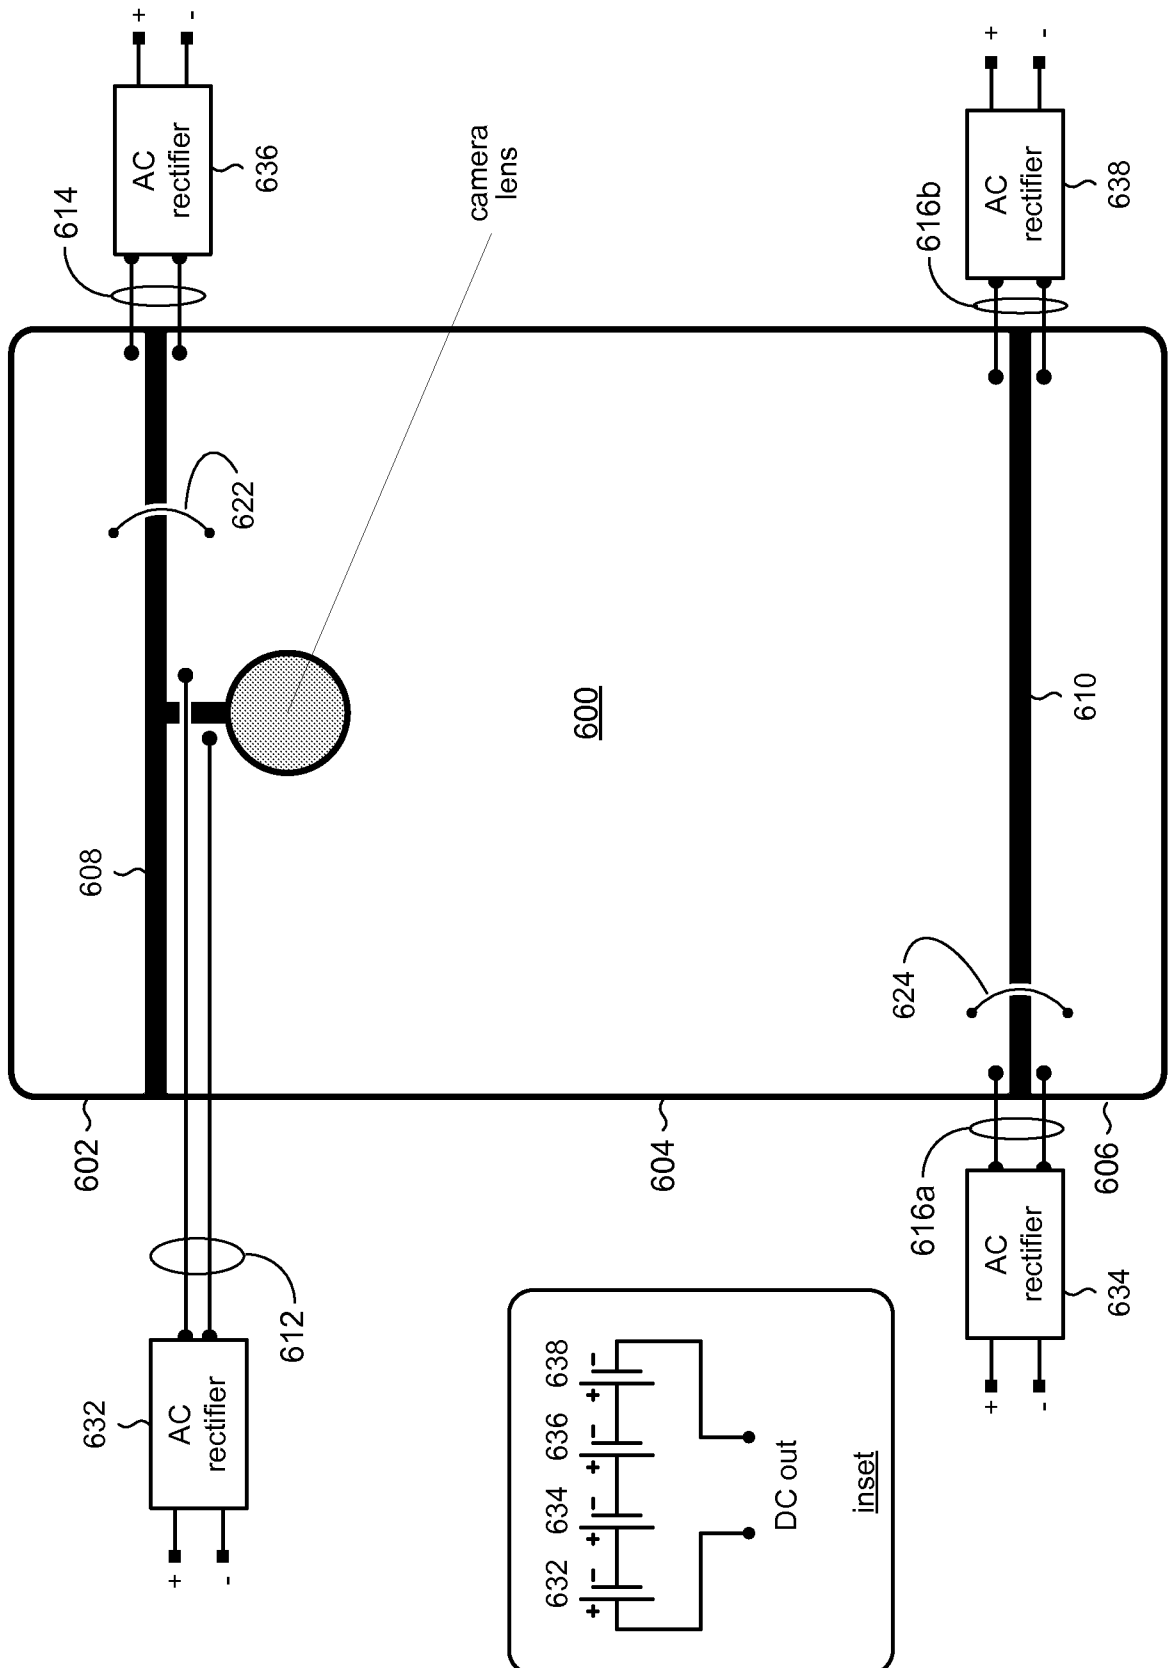 602
604
606
608
610
600
camera
lens
622
624
612
614
616a
616b
AC
rectifier
632
+
-
AC
rectifier
634
+
-
AC
rectifier
636
+
-
AC
rectifier
638
+
-
632 634 636 638
+ - + - + - + -
DC out
inset